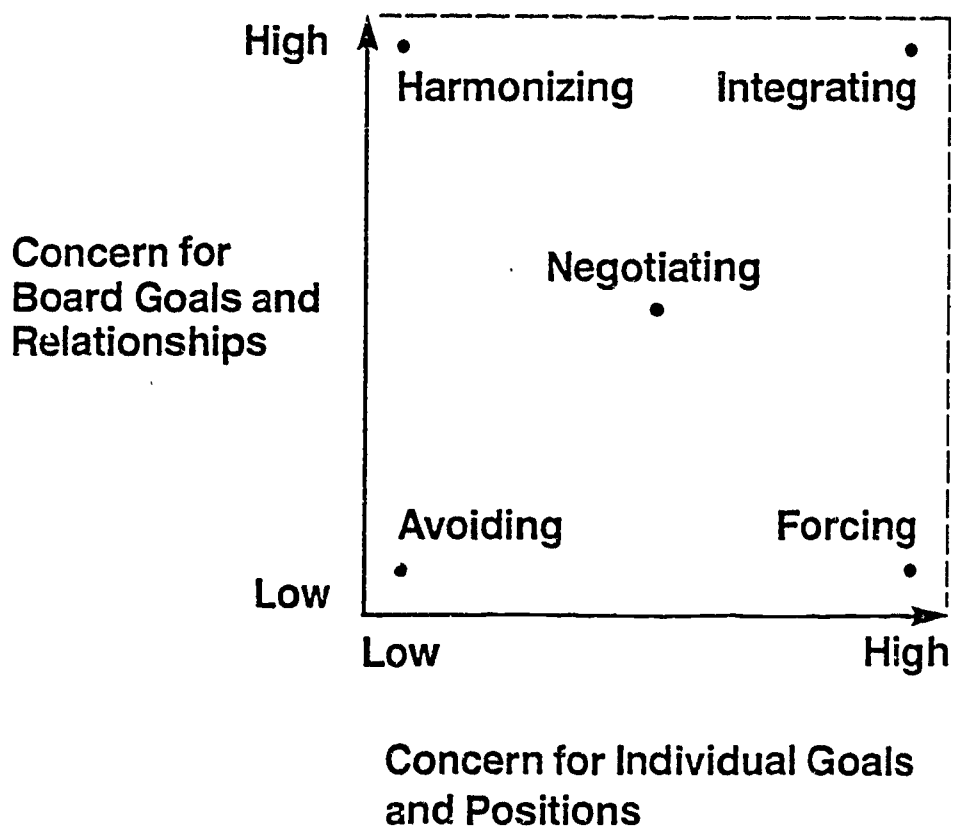 High
Harmonizing
Integrating
Concern for
Board Goals and
Relationships
Negotiating
Avoiding
Forcing
Low
Low
High
Concern for Individual Goals
and Positions